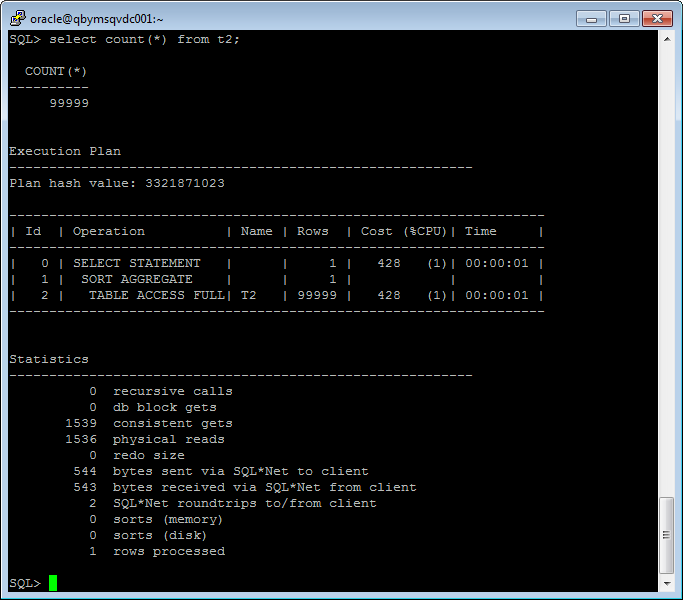 oracle@qbymsqvdc001:~
SQL> select count(*) from t2;
  COUNT(*)
----------
     99999
Execution Plan
----------------------------------------------------------
Plan hash value: 3321871023
-------------------------------------------------------------------
| Id  | Operation          | Name | Rows  | Cost (%CPU)| Time     |
-------------------------------------------------------------------
|   0 | SELECT STATEMENT   |      |     1 |   428   (1)| 00:00:01 |
|   1 |  SORT AGGREGATE    |      |     1 |            |          |
|   2 |   TABLE ACCESS FULL| T2   | 99999 |   428   (1)| 00:00:01 |
-------------------------------------------------------------------
Statistics
----------------------------------------------------------
          0  recursive calls
          0  db block gets
       1539  consistent gets
       1536  physical reads
          0  redo size
        544  bytes sent via SQL*Net to client
        543  bytes received via SQL*Net from client
          2  SQL*Net roundtrips to/from client
          0  sorts (memory)
          0  sorts (disk)
          1  rows processed
SQL>